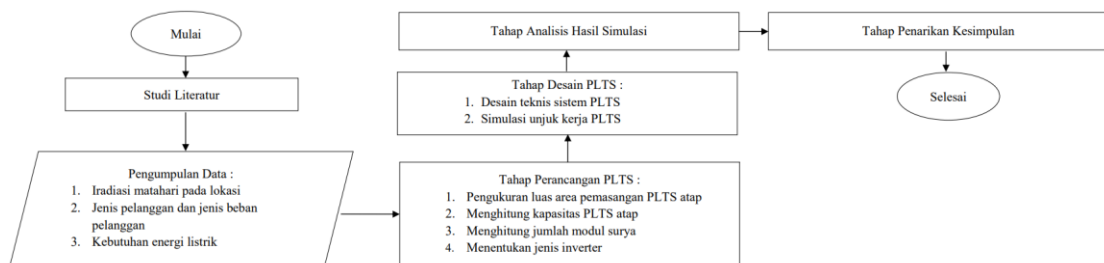 Mulai
Studi Literatur
Pengumpulan Data :
1. Iradiasi matahari pada lokasi
2. Jenis pelanggan dan jenis beban
pelanggan
3. Kebutuhan energi listrik
Tahap Perancangan PLTS :
1. Pengukuran luas area pemasangan PLTS atap
2. Menghitung kapasitas PLTS atap
3. Menghitung jumlah modul surya
4. Menentukan jenis inverter
Tahap Desain PLTS :
1. Desain teknis sistem PLTS
2. Simulasi unjuk kerja PLTS
Tahap Analisis Hasil Simulasi
Tahap Penarikan Kesimpulan
Selesai